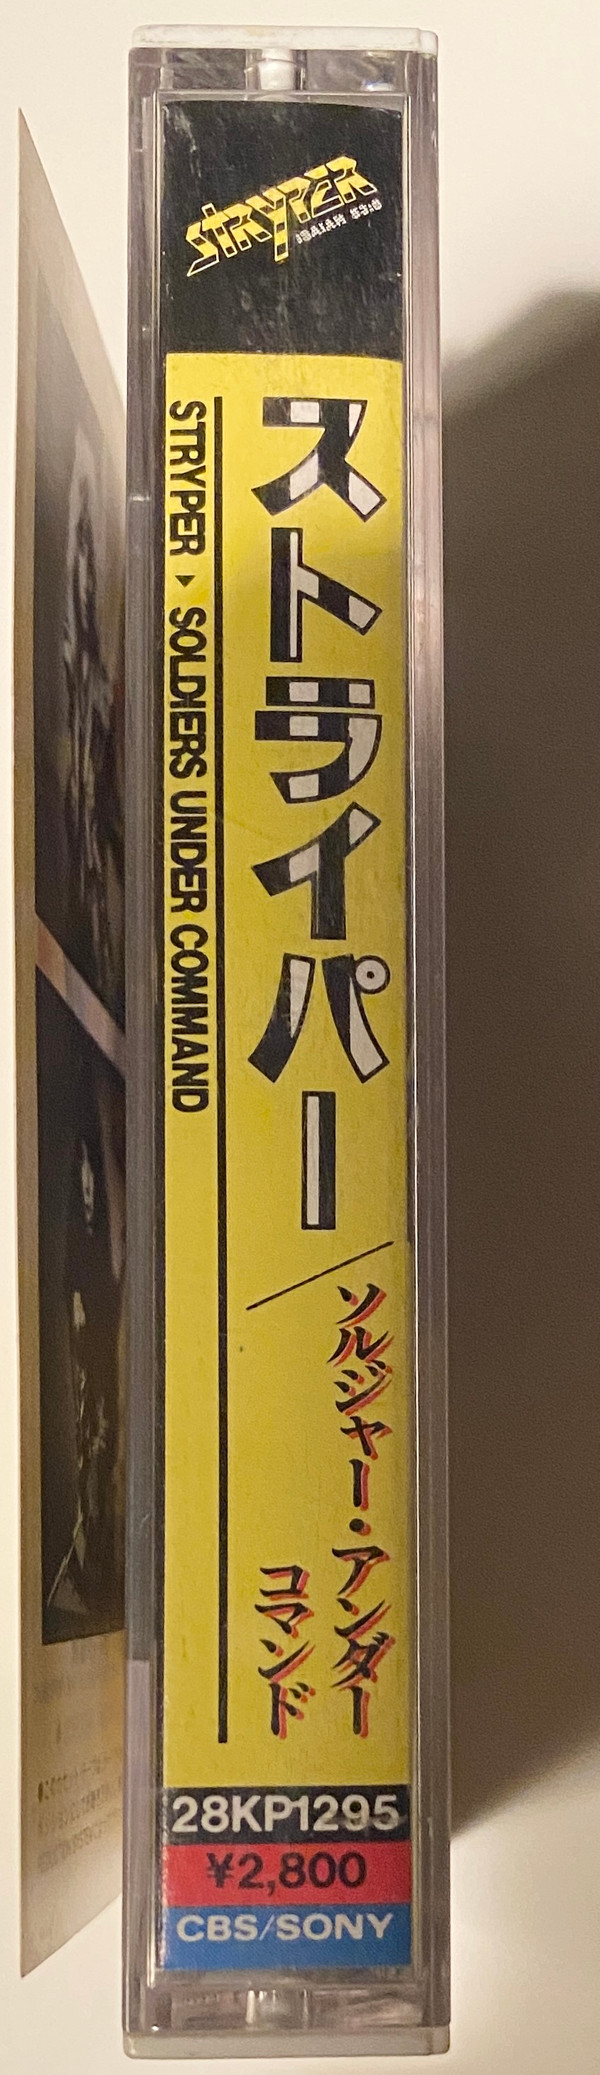 STRYPER
ISAIAH 53:5
ストライパー／ソルジャー・アンダー
コマンド
STRYPER ▸ SOLDIERS UNDER COMMAND
28KP1295
¥2,800
CBS/SONY